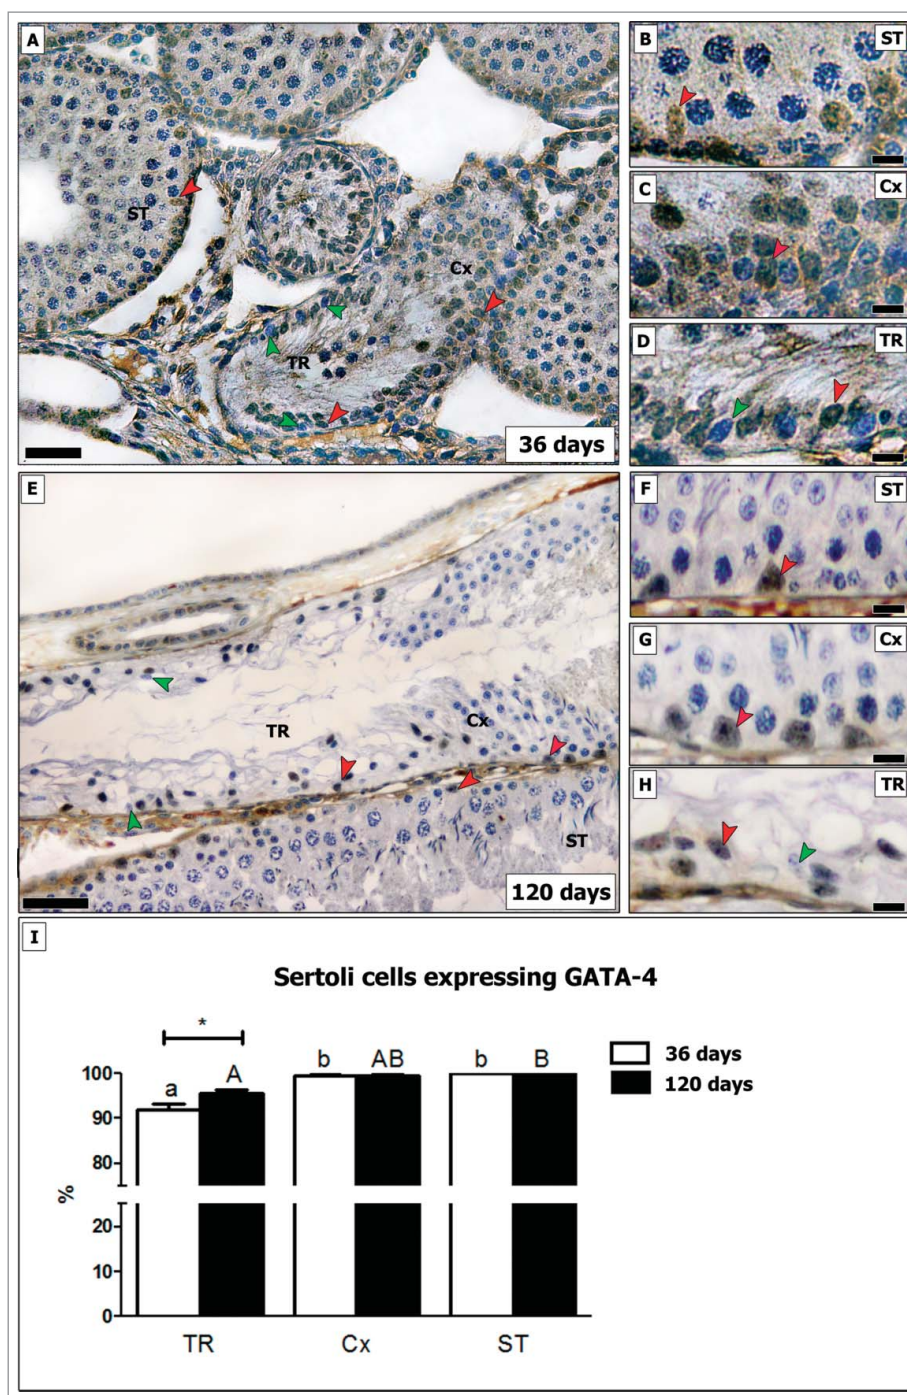 A
ST
Cx
TR
36 days
B
ST
C
Cx
D
TR
E
TR
Cx
ST
120 days
F
ST
G
Cx
H
TR
I
Sertoli cells expressing GATA-4
*
a
A
b
AB
b
B
36 days
120 days
100
90
80
%
20
10
0
TR
Cx
ST